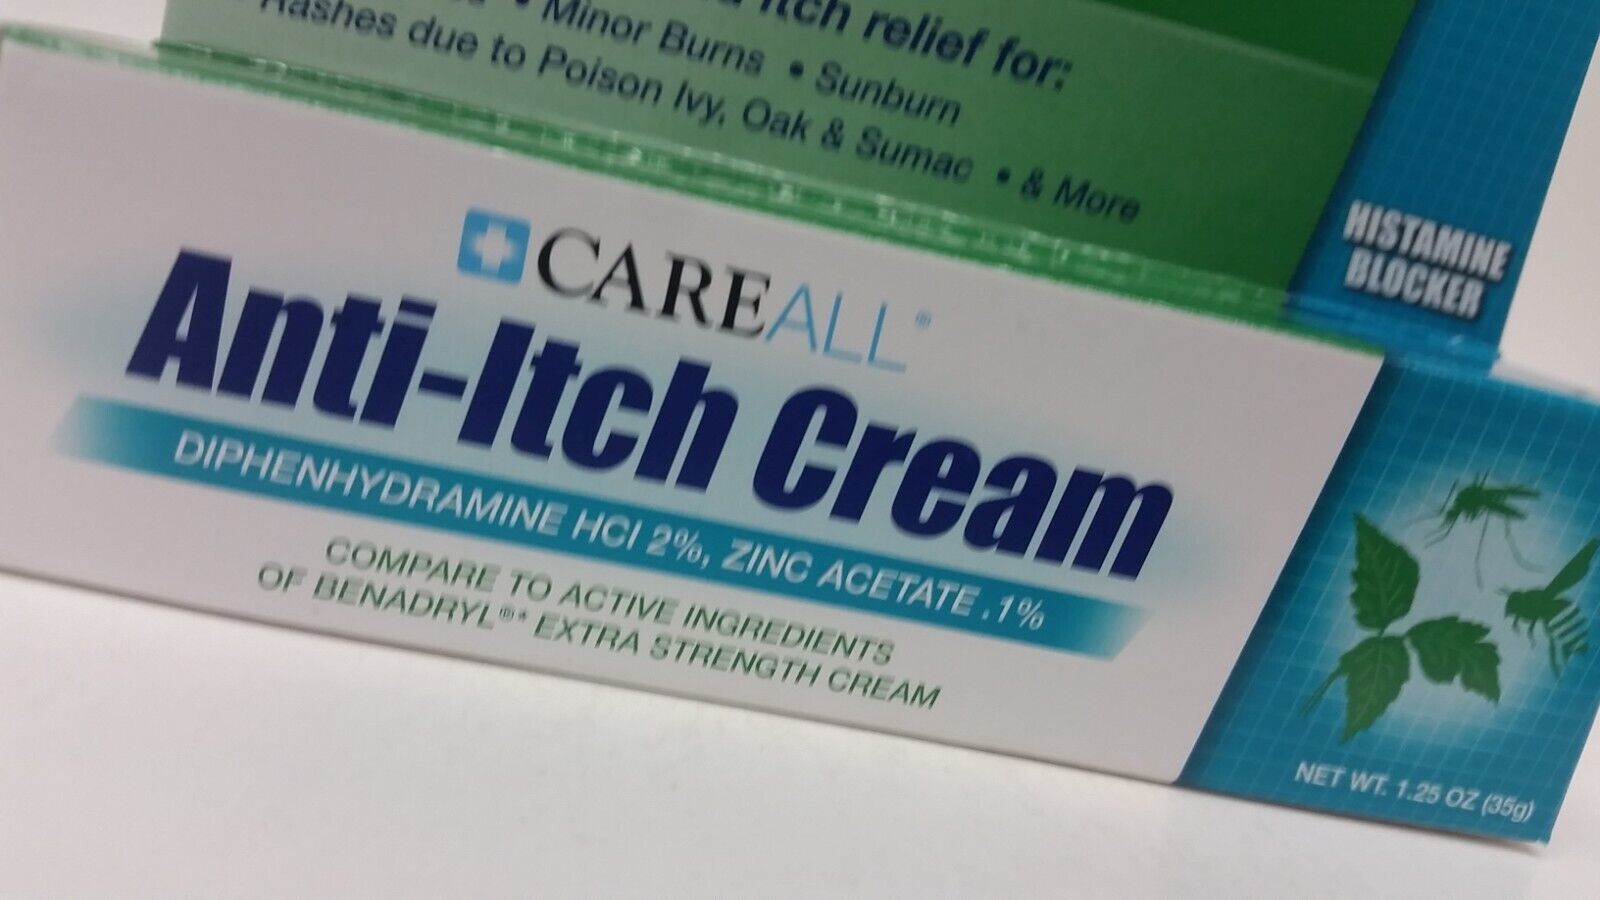 itch relief for:
• Minor Burns • Sunburn
Rashes due to Poison Ivy, Oak & Sumac • & More
HISTAMINE
BLOCKER
CAREALL®
Anti-Itch Cream
DIPHENHYDRAMINE HCl 2%, ZINC ACETATE .1%
COMPARE TO ACTIVE INGREDIENTS
OF BENADRYL®* EXTRA STRENGTH CREAM
NET WT. 1.25 OZ (35g)